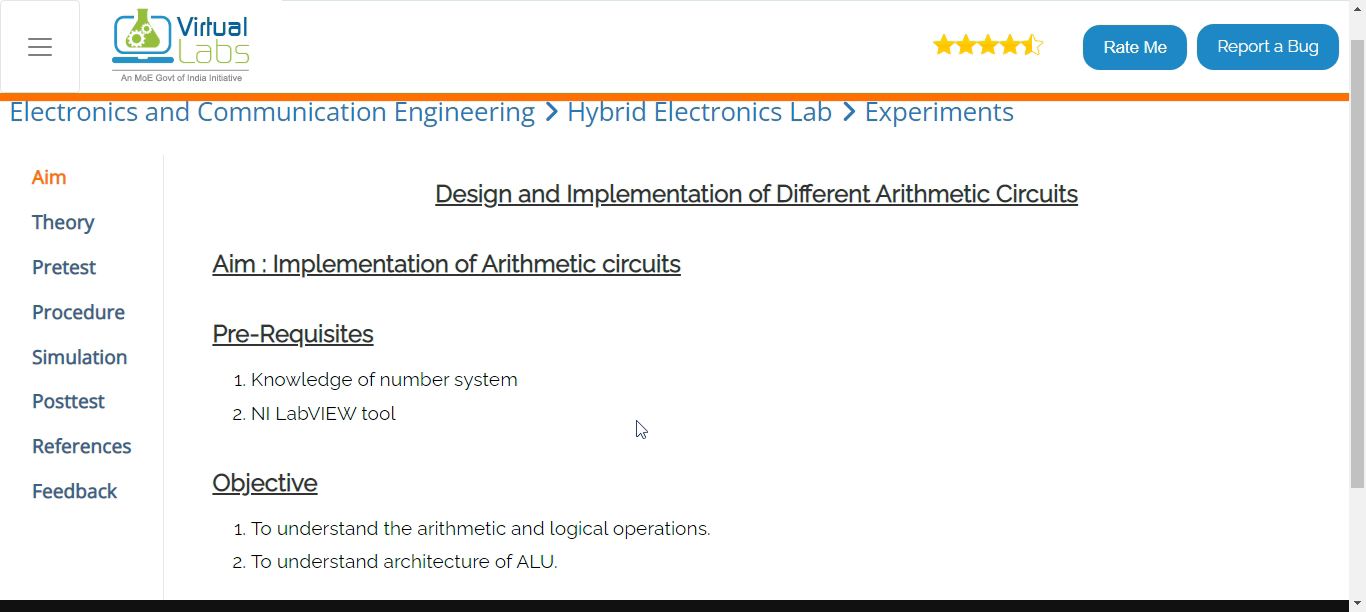 Virtual
Labs
An MoE Govt of India Initiative
Rate Me
Report a Bug
Electronics and Communication Engineering > Hybrid Electronics Lab > Experiments
Aim
Theory
Pretest
Procedure
Simulation
Posttest
References
Feedback
Design and Implementation of Different Arithmetic Circuits
Aim : Implementation of Arithmetic circuits
Pre-Requisites
1. Knowledge of number system
2. NI LabVIEW tool
Objective
1. To understand the arithmetic and logical operations.
2. To understand architecture of ALU.